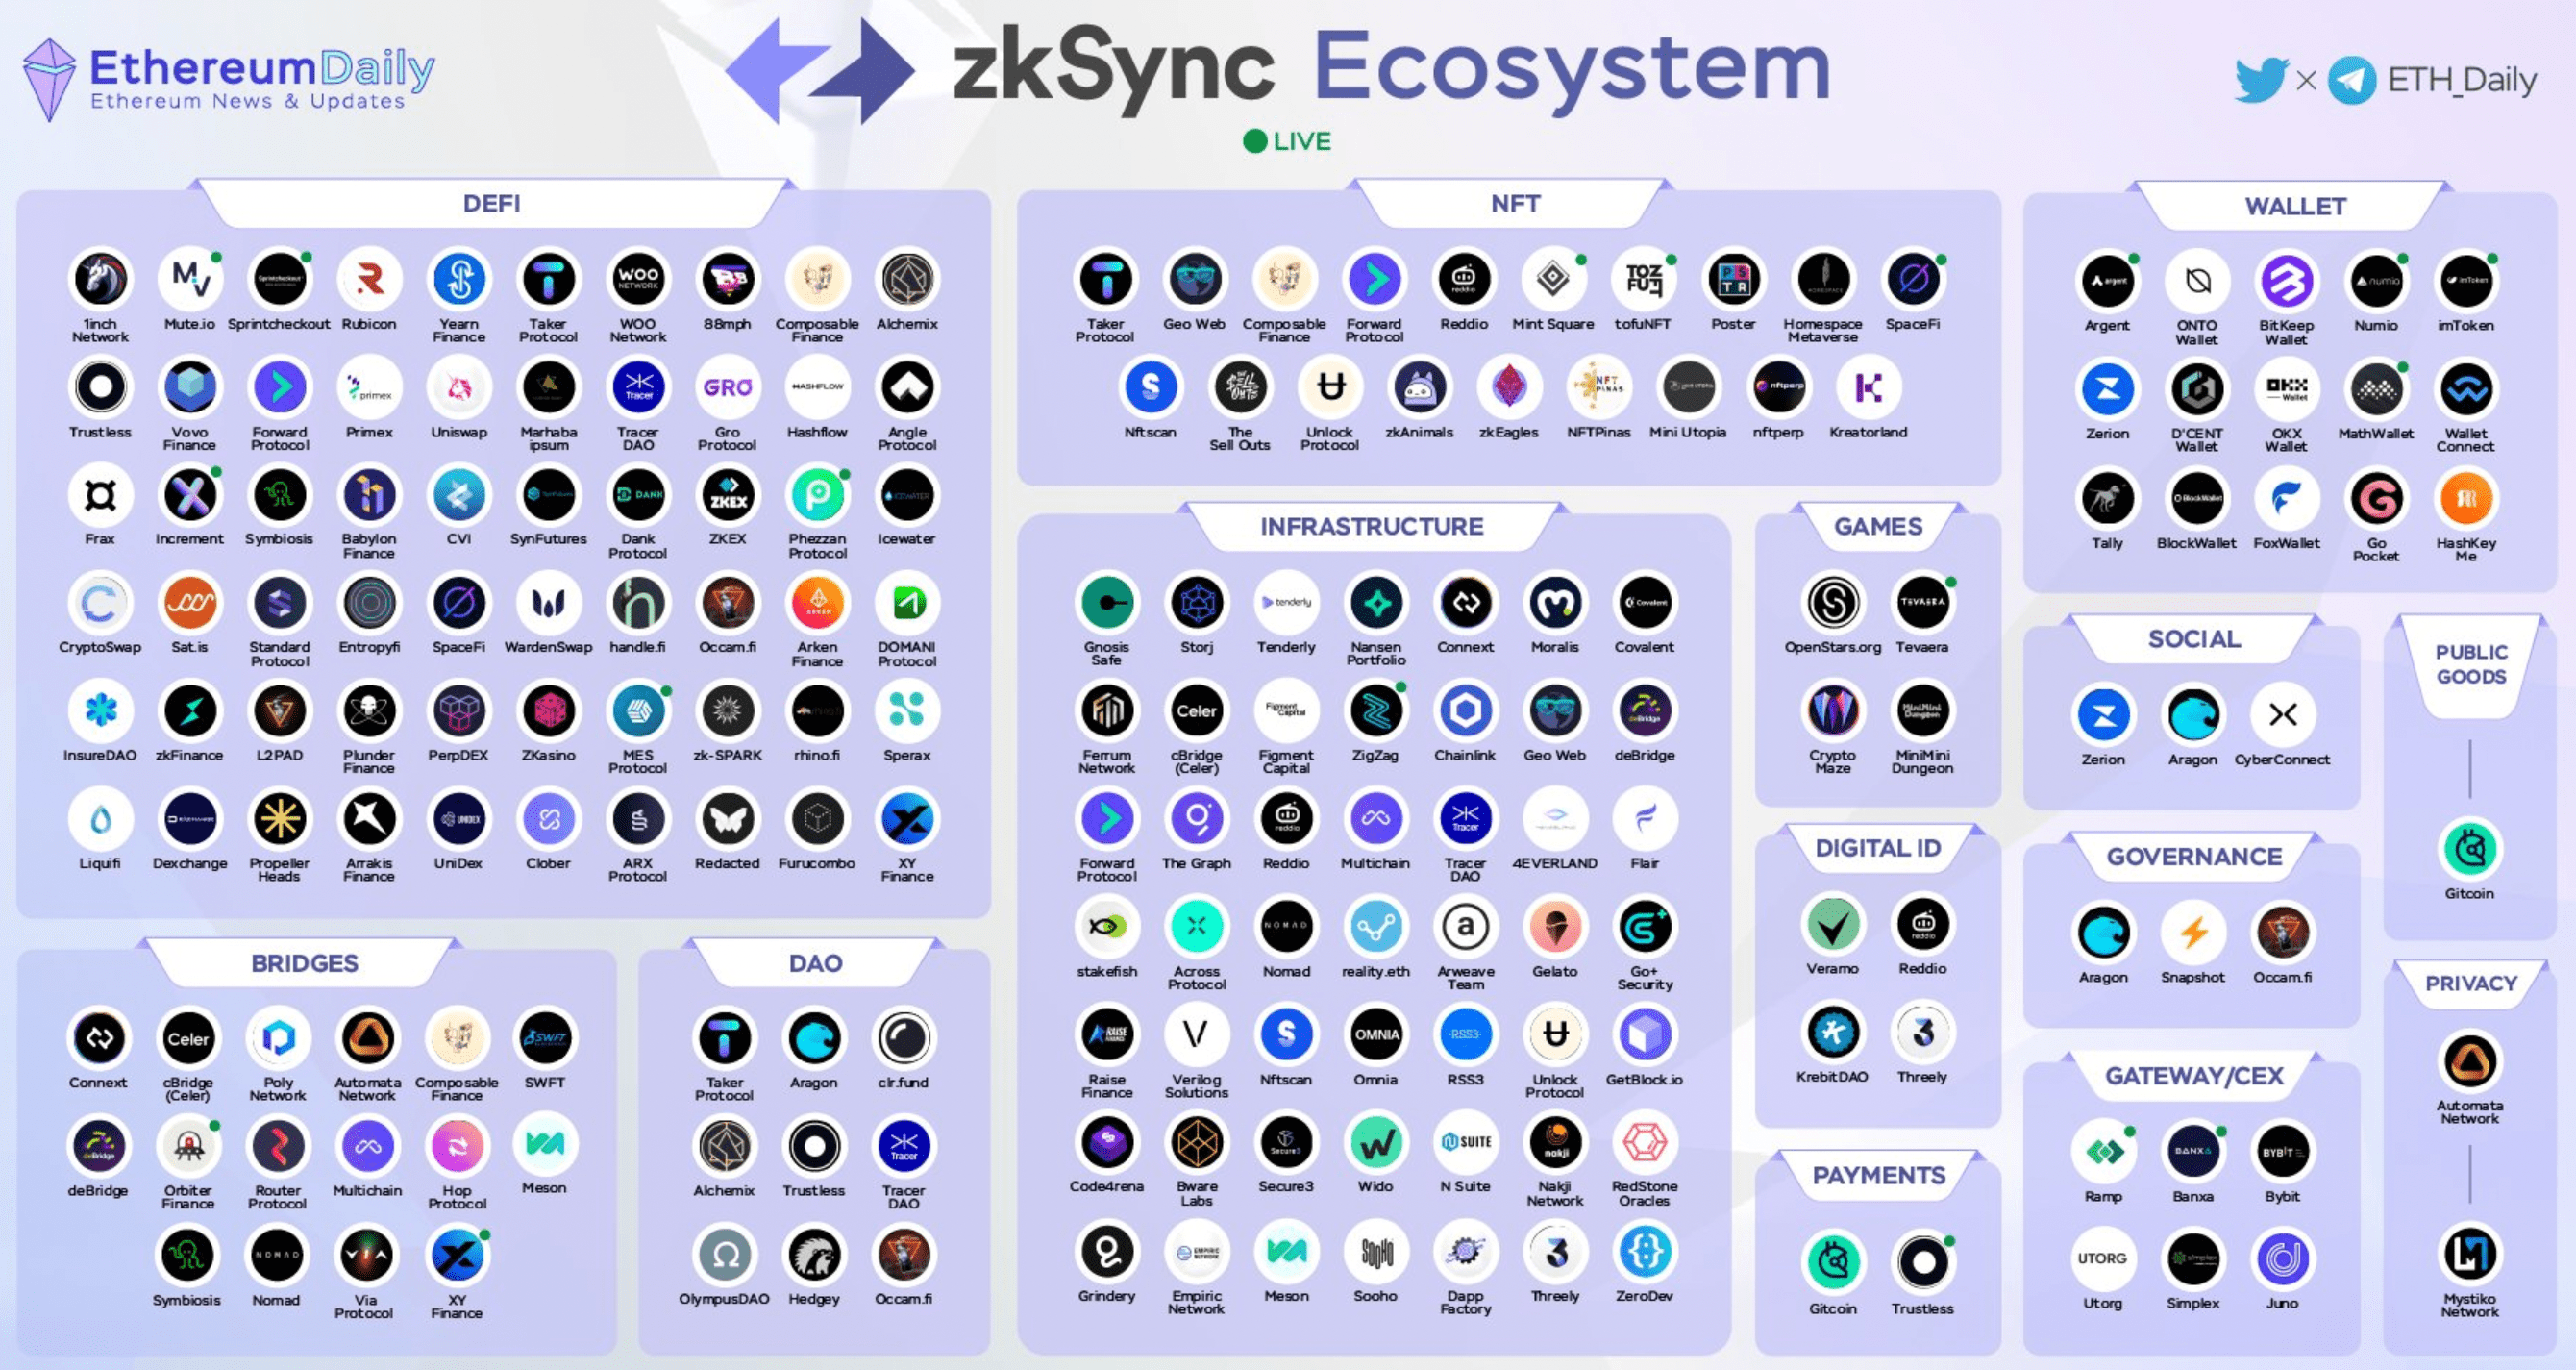 EthereumDaily
Ethereum News & Updates
zkSync Ecosystem
LIVE
ETH_Daily
DEFI
1inch Network
Mute.io
Sprintcheckout
Rubicon
Yearn Finance
Taker Protocol
WOO Network
88mph
Composable Finance
Alchemix
Trustless
Vovo Finance
Forward Protocol
Primex
Uniswap
Marhaba ipsum
Tracer DAO
Gro Protocol
Hashflow
Angle Protocol
Frax
Increment
Symbiosis
Babylon Finance
CVI
SynFutures
Dank Protocol
ZKEX
Phezzan Protocol
Icewater
CryptoSwap
Sat.is
Standard Protocol
Entropyfi
SpaceFi
WardenSwap
handle.fi
Occam.fi
Arken Finance
DOMANI Protocol
InsureDAO
zkFinance
L2PAD
Plunder Finance
PerpDEX
ZKasino
MES Protocol
zk-SPARK
rhino.fi
Sperax
Liquifi
Dexchange
Propeller Heads
Arrakis Finance
UniDex
Clober
ARX Protocol
Redacted
Furucombo
XY Finance
NFT
Taker Protocol
Geo Web
Composable Finance
Forward Protocol
Reddio
Mint Square
tofuNFT
Poster
Homespace Metaverse
SpaceFi
Nftscan
The Sell Outs
Unlock Protocol
zkAnimals
zkEagles
NFTPinas
Mini Utopia
nftperp
Kreatorland
WALLET
Argent
ONTO Wallet
BitKeep Wallet
Numio
imToken
Zerion
D'CENT Wallet
OKX Wallet
MathWallet
Wallet Connect
Tally
BlockWallet
FoxWallet
Go Pocket
HashKey Me
INFRASTRUCTURE
Gnosis Safe
Storj
Tenderly
Nansen Portfolio
Connext
Moralis
Covalent
Ferrum Network
cBridge (Celer)
Figment Capital
ZigZag
Chainlink
Geo Web
deBridge
Forward Protocol
The Graph
Reddio
Multichain
Tracer DAO
4EVERLAND
Flair
stakefish
Across Protocol
Nomad
reality.eth
Arweave Team
Gelato
Go+ Security
Raise Finance
Verilog Solutions
Nftscan
Omnia
RSS3
Unlock Protocol
GetBlock.io
Code4rena
Bware Labs
Secure3
Wido
N Suite
Nakji Network
RedStone Oracles
Grindery
Empiric Network
Meson
Sooho
Dapp Factory
Threely
ZeroDev
GAMES
OpenStars.org
Tevaera
Crypto Maze
MiniMini Dungeon
DIGITAL ID
Veramo
Reddio
KrebitDAO
Threely
PAYMENTS
Gitcoin
Trustless
SOCIAL
Zerion
Aragon
CyberConnect
GOVERNANCE
Aragon
Snapshot
Occam.fi
GATEWAY/CEX
Ramp
Banxa
Bybit
Utorg
Simplex
Juno
PUBLIC GOODS
Gitcoin
PRIVACY
Automata Network
Mystiko Network
BRIDGES
Connext
cBridge (Celer)
Poly Network
Automata Network
Composable Finance
SWFT
deBridge
Orbiter Finance
Router Protocol
Multichain
Hop Protocol
Meson
Symbiosis
Nomad
Via Protocol
XY Finance
DAO
Taker Protocol
Aragon
clr.fund
Alchemix
Trustless
Tracer DAO
OlympusDAO
Hedgey
Occam.fi